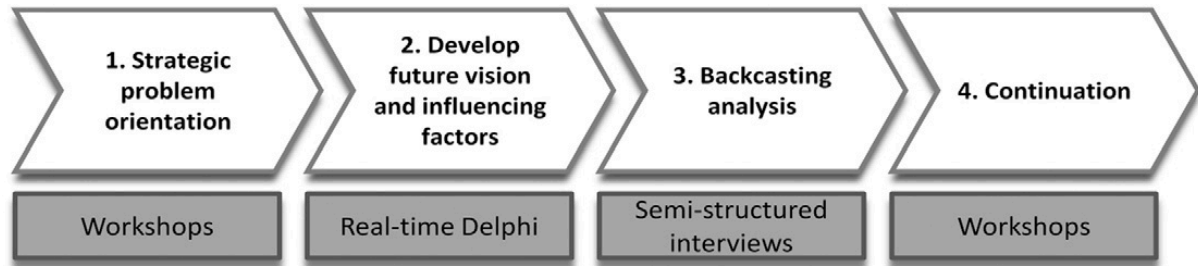 1. Strategic
problem
orientation
2. Develop
future vision
and influencing
factors
3. Backcasting
analysis
4. Continuation
Workshops
Real-time Delphi
Semi-structured
interviews
Workshops